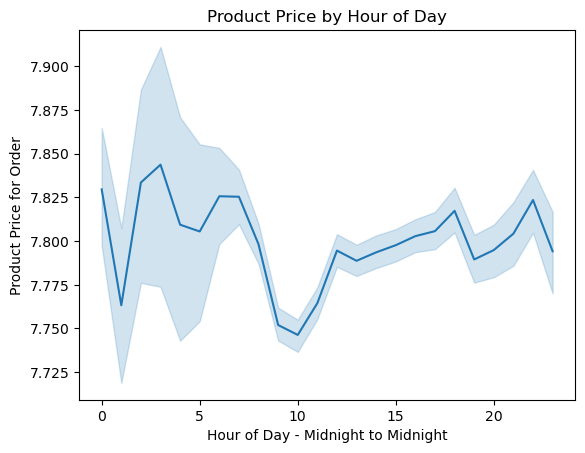 Product Price by Hour of Day
Product Price for Order
7.900
7.875
7.850
7.825
7.800
7.775
7.750
7.725
0 5 10 15 20
Hour of Day - Midnight to Midnight